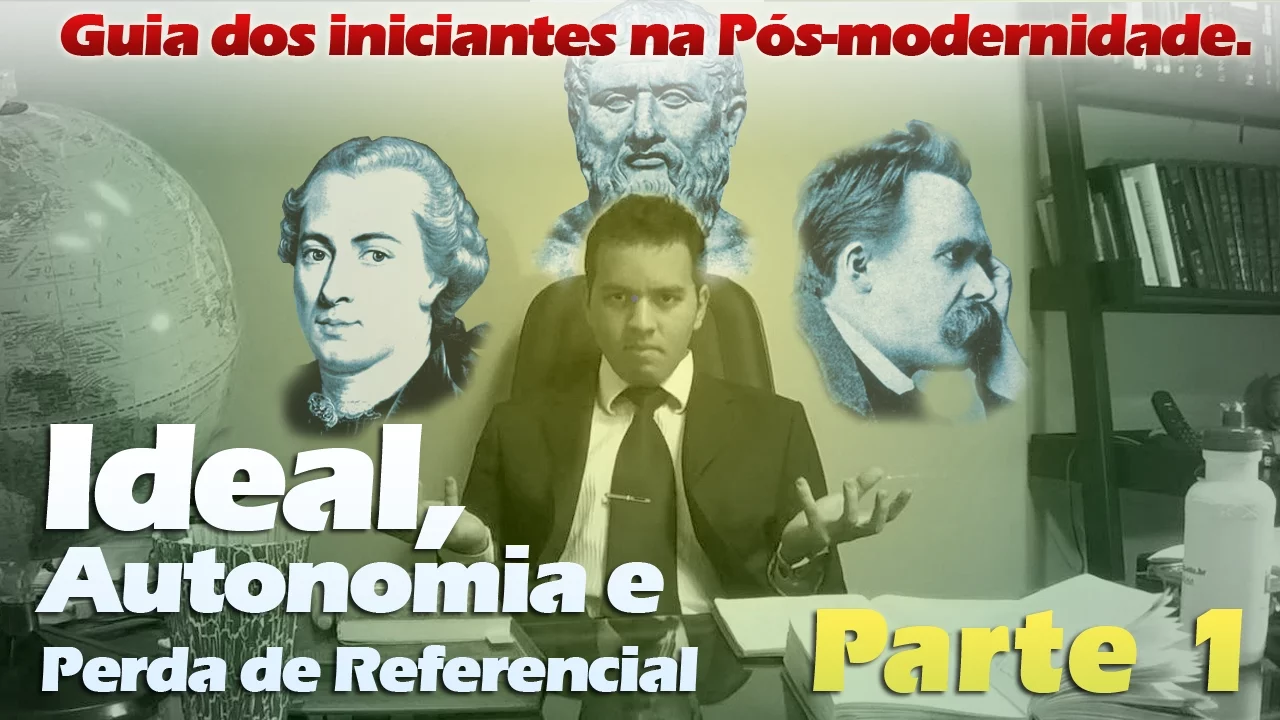 Guia dos iniciantes na Pós-modernidade.
Ideal,
Autonomia e
Perda de Referencial
Parte 1